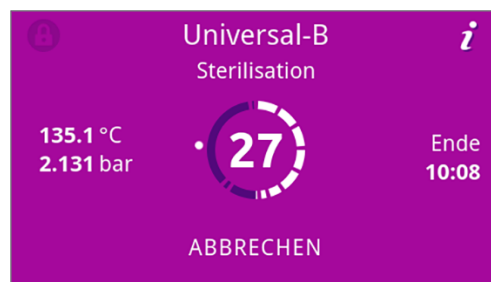 Universal-B
i
Sterilisation
135.1 °C
2.131 bar
27
Ende
10:08
ABBRECHEN